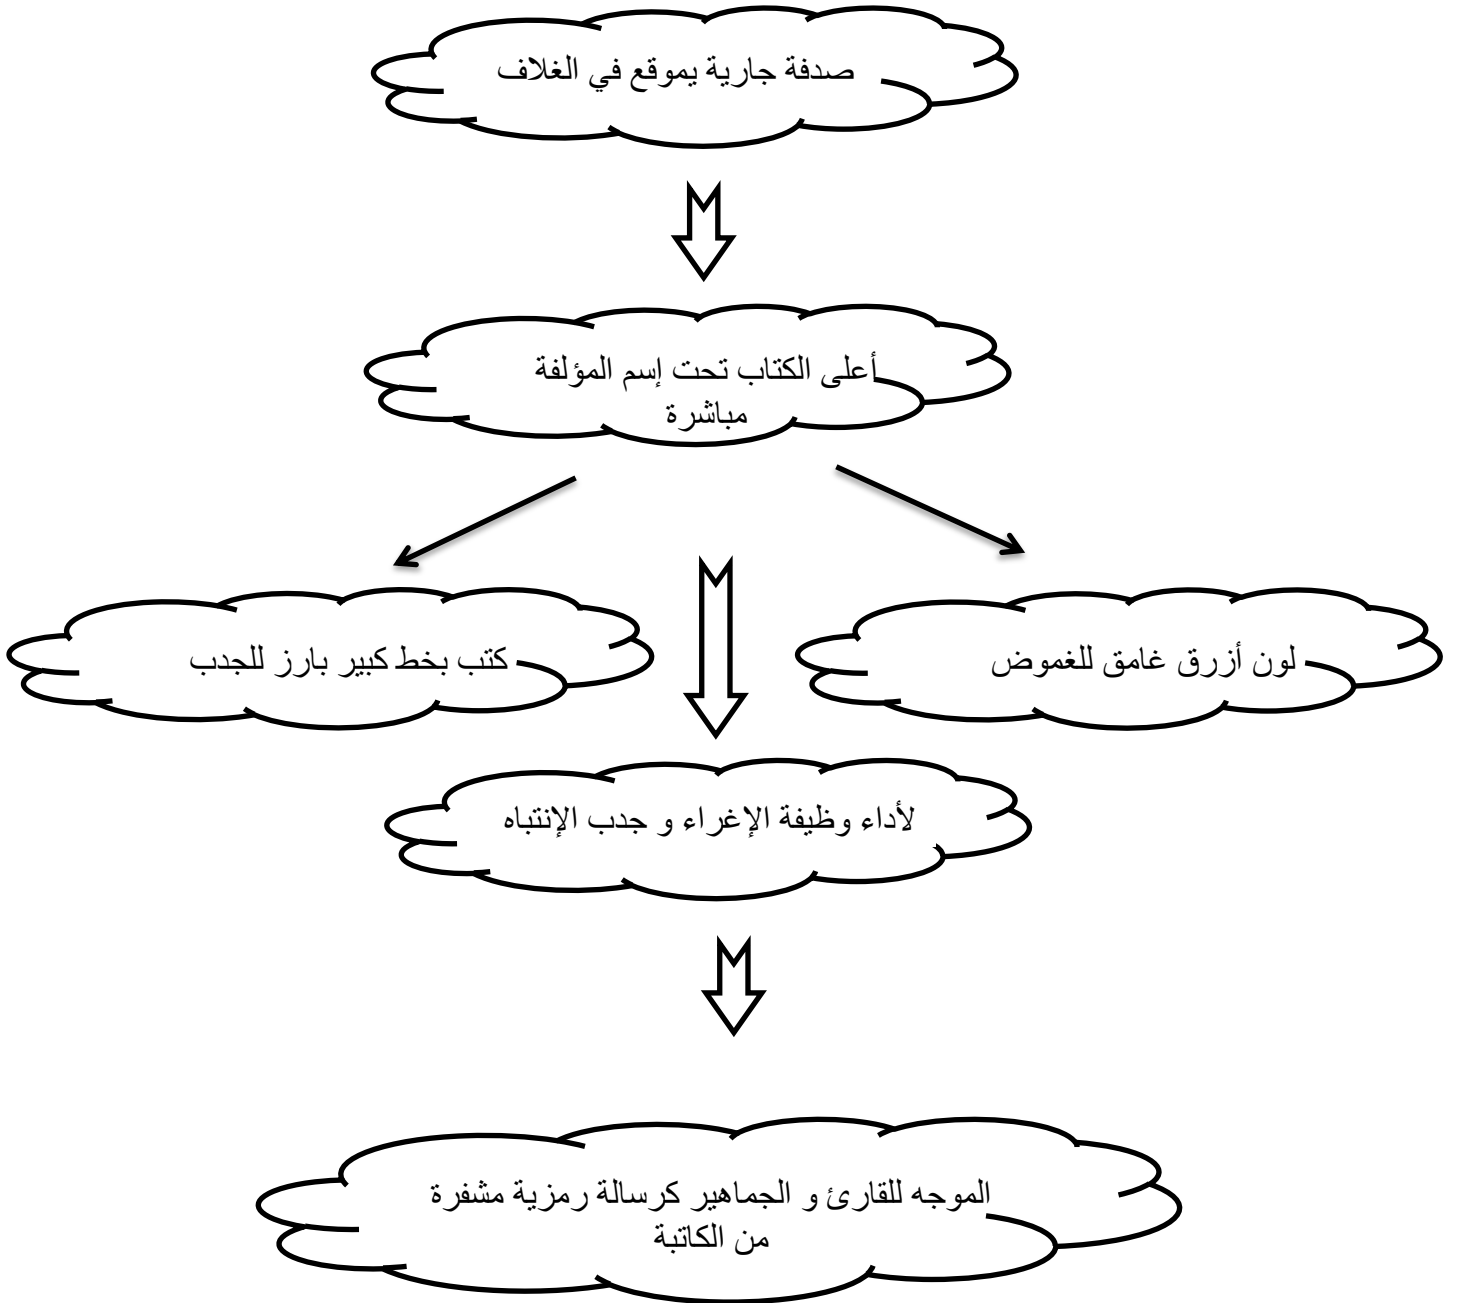 صدفة جارية يموقع في الغلاف
أعلى الكتاب تحت إسم المؤلفة
مباشرة
لون أزرق غامق للغموض
كتب بخط كبير بارز للجدب
لأداء وظيفة الإغراء و جدب الإنتباه
الموجه للقارئ و الجماهير كرسالة رمزية مشفرة
من الكاتبة